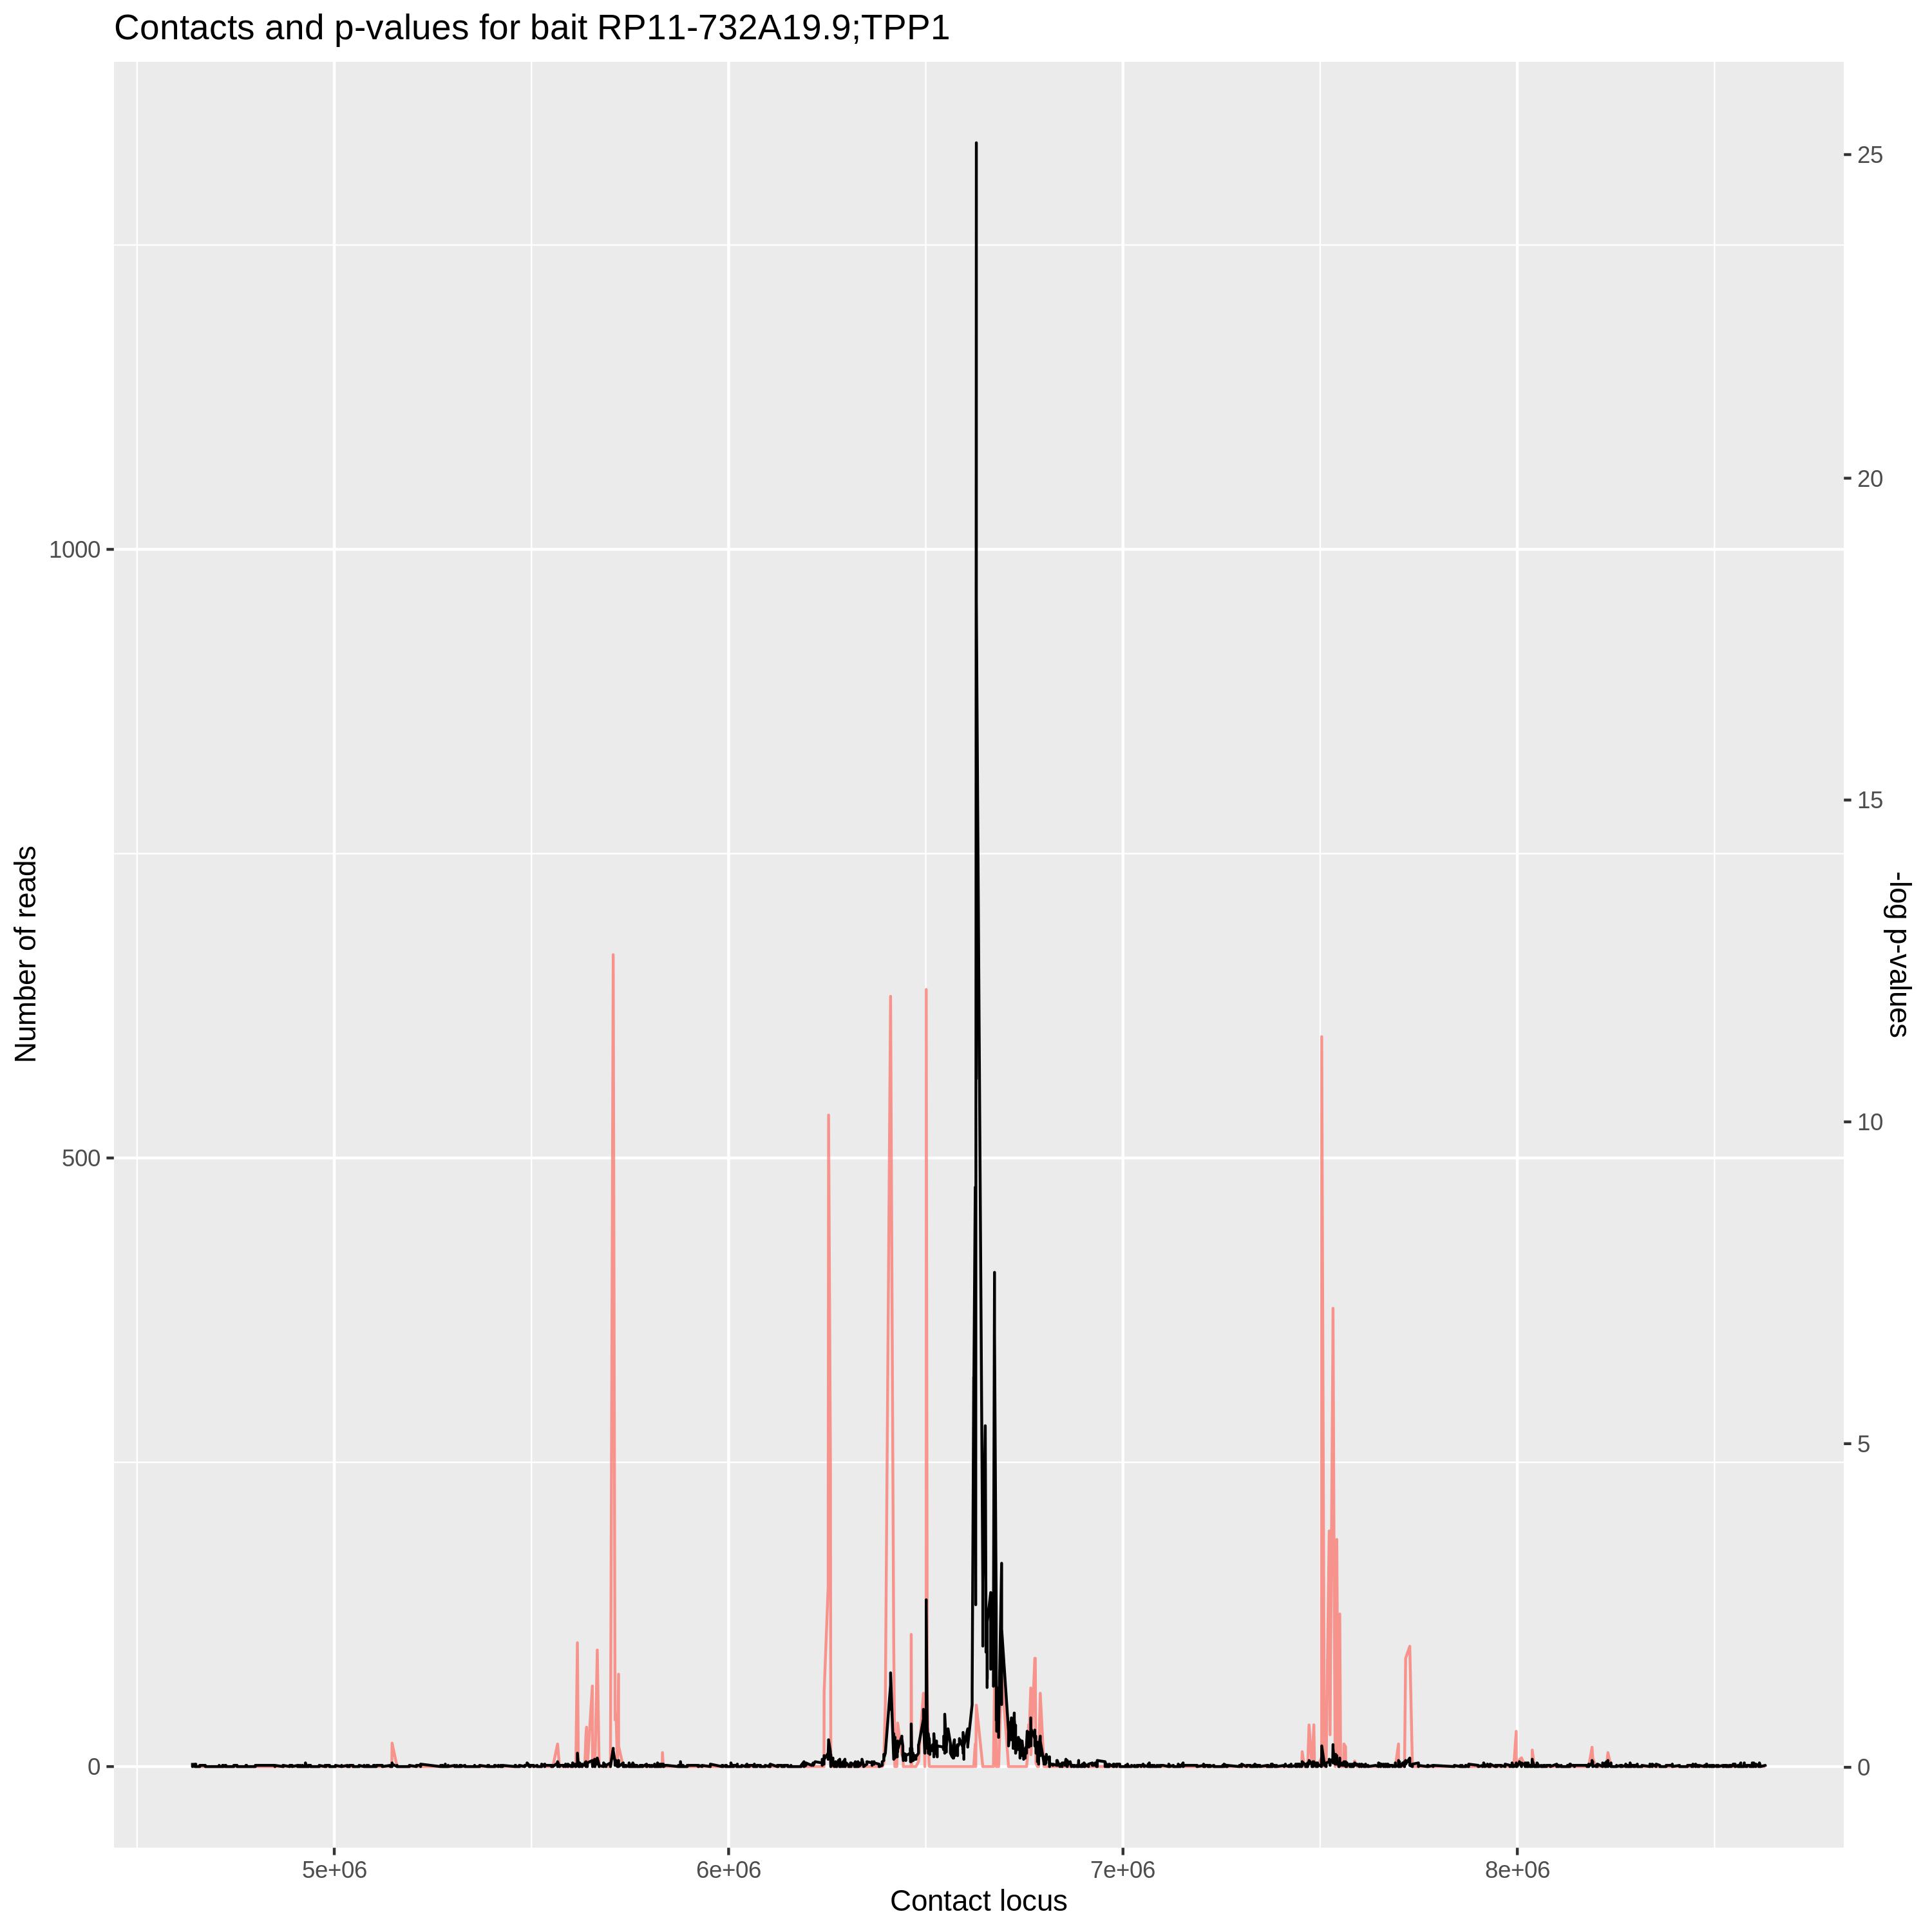 Contacts and p-values for bait RP11-732A19.9;TPP1
Number of reads
1000
500
0
25
20
15
10
5
0
-log p-values
5e+06
6e+06
7e+06
8e+06
Contact locus